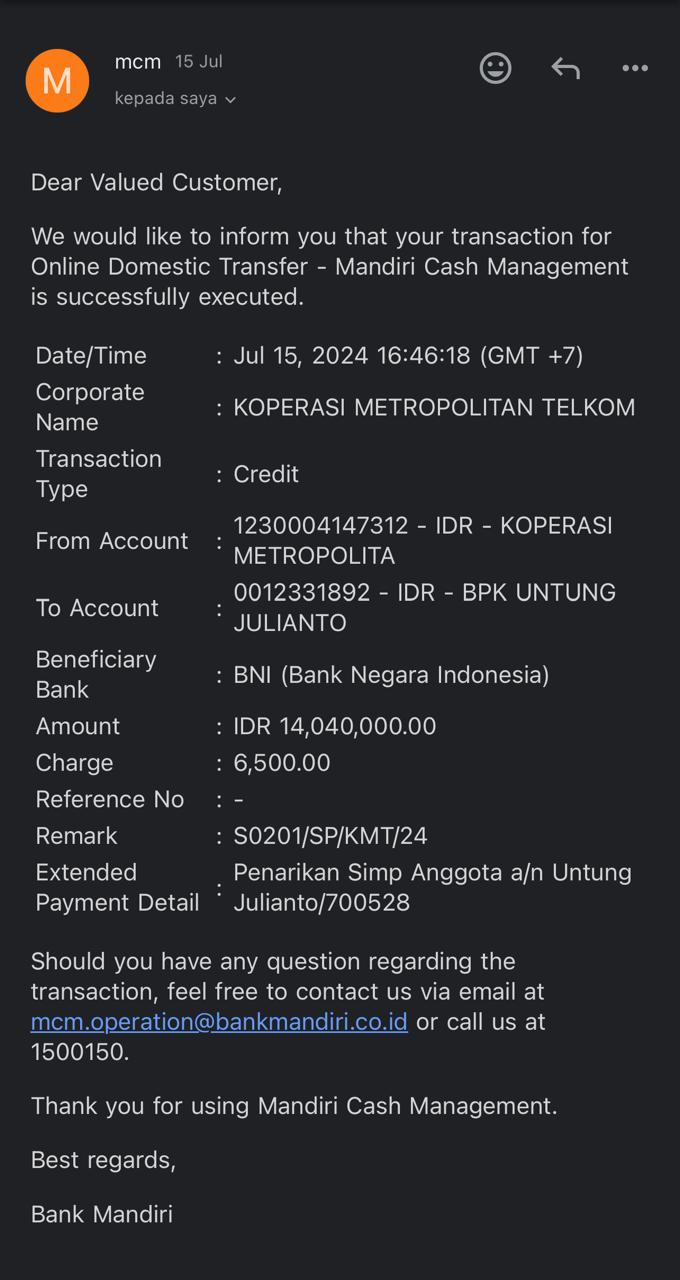 M
mcm 15 Jul
kepada saya
Dear Valued Customer,
We would like to inform you that your transaction for
Online Domestic Transfer - Mandiri Cash Management
is successfully executed.
Date/Time : Jul 15, 2024 16:46:18 (GMT +7)
Corporate
Name : KOPERASI METROPOLITAN TELKOM
Transaction
Type : Credit
From Account : 1230004147312 - IDR - KOPERASI
METROPOLITA
To Account : 0012331892 - IDR - BPK UNTUNG
JULIANTO
Beneficiary
Bank : BNI (Bank Negara Indonesia)
Amount : IDR 14,040,000.00
Charge : 6,500.00
Reference No : -
Remark : S0201/SP/KMT/24
Extended
Payment Detail : Penarikan Simp Anggota a/n Untung
Julianto/700528
Should you have any question regarding the
transaction, feel free to contact us via email at
mcm.operation@bankmandiri.co.id or call us at
1500150.
Thank you for using Mandiri Cash Management.
Best regards,
Bank Mandiri